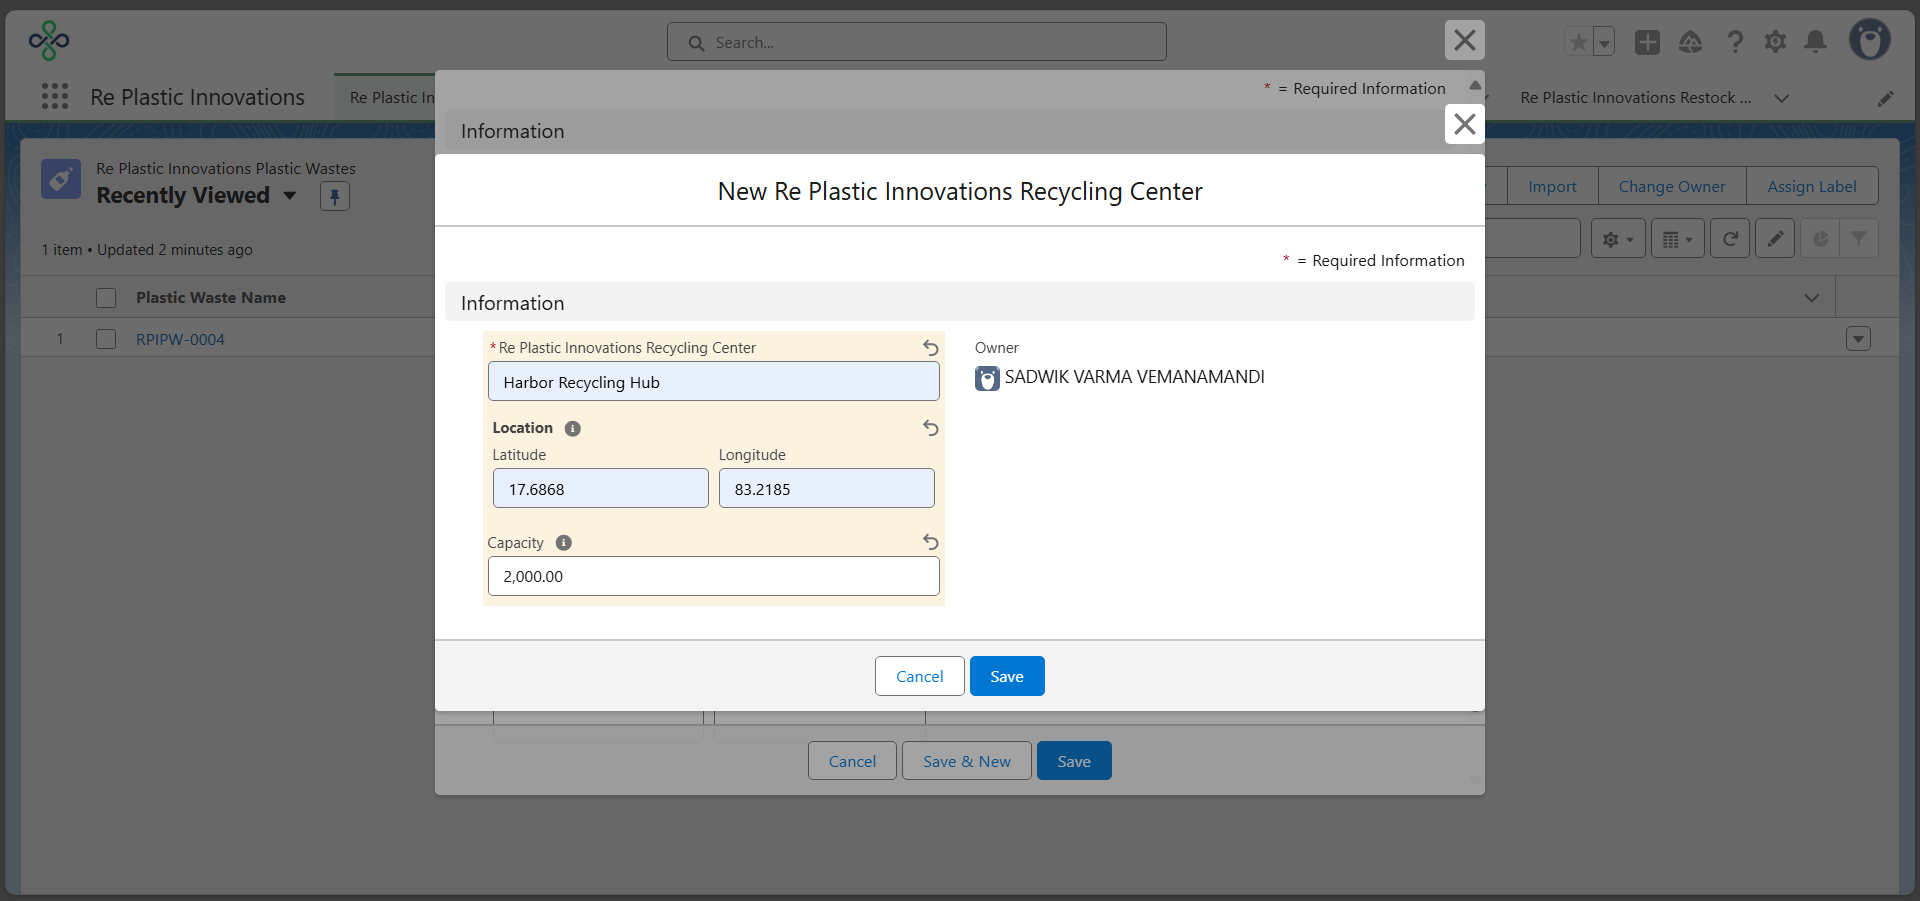 Search...
Re Plastic Innovations
Re Plastic In
Re Plastic Innovations Restock ...
* = Required Information
Information
Re Plastic Innovations Plastic Wastes
Recently Viewed
Import
Change Owner
Assign Label
1 item • Updated 2 minutes ago
Plastic Waste Name
1
RPIPW-0004
New Re Plastic Innovations Recycling Center
* = Required Information
Information
*Re Plastic Innovations Recycling Center
Harbor Recycling Hub
Owner
SADWIK VARMA VEMANAMANDI
Location
Latitude
Longitude
17.6868
83.2185
Capacity
2,000.00
Cancel
Save
Cancel
Save & New
Save